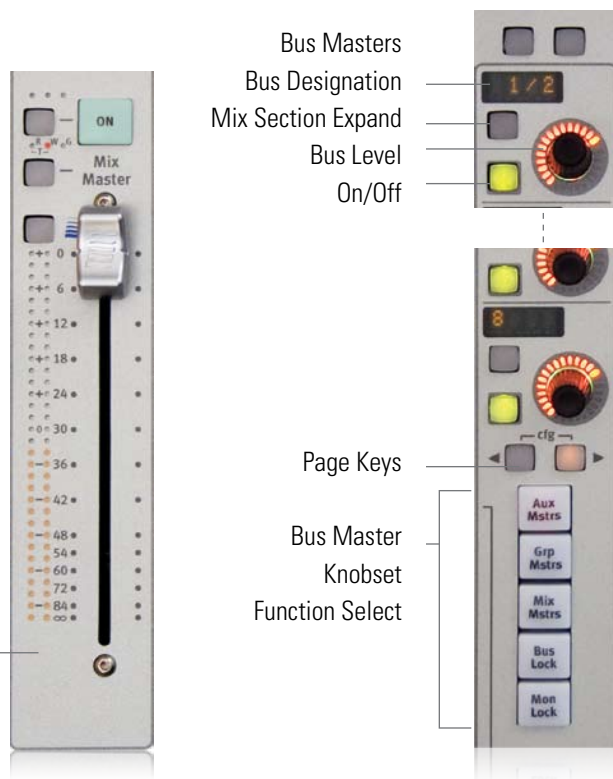 ON
R W G
T
Mix
Master
0
6
12
18
24
30
36
42
48
54
60
72
84
∞
Bus Masters
Bus Designation
Mix Section Expand
Bus Level
On/Off
1/2
8
cfg
Page Keys
Bus Master
Knobset
Function Select
Aux
Mstrs
Grp
Mstrs
Mix
Mstrs
Bus
Lock
Mon
Lock